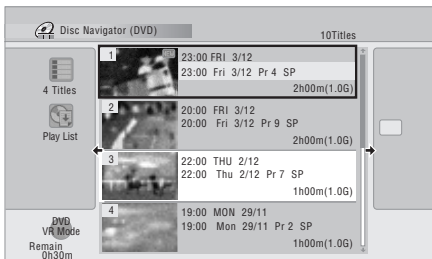 Disc Navigator (DVD)
10Titles
4 Titles
Play List
DVD
VR Mode
Remain
0h30m
1
23:00 FRI 3/12
23:00 Fri 3/12 Pr 4 SP
2h00m(1.0G)
2
20:00 FRI 3/12
20:00 Fri 3/12 Pr 9 SP
2h00m(1.0G)
3
22:00 THU 2/12
22:00 Thu 2/12 Pr 7 SP
1h00m(1.0G)
4
19:00 MON 29/11
19:00 Mon 29/11 Pr 2 SP
1h00m(1.0G)